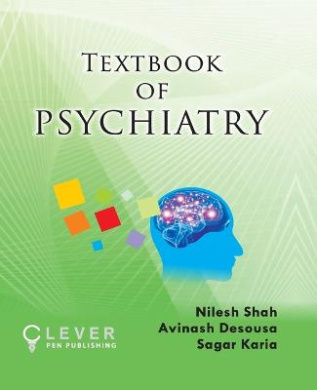 TEXTBOOK
OF
PSYCHIATRY
Nilesh Shah
Avinash Desousa
Sagar Karia
CLEVER
PEN PUBLISHING